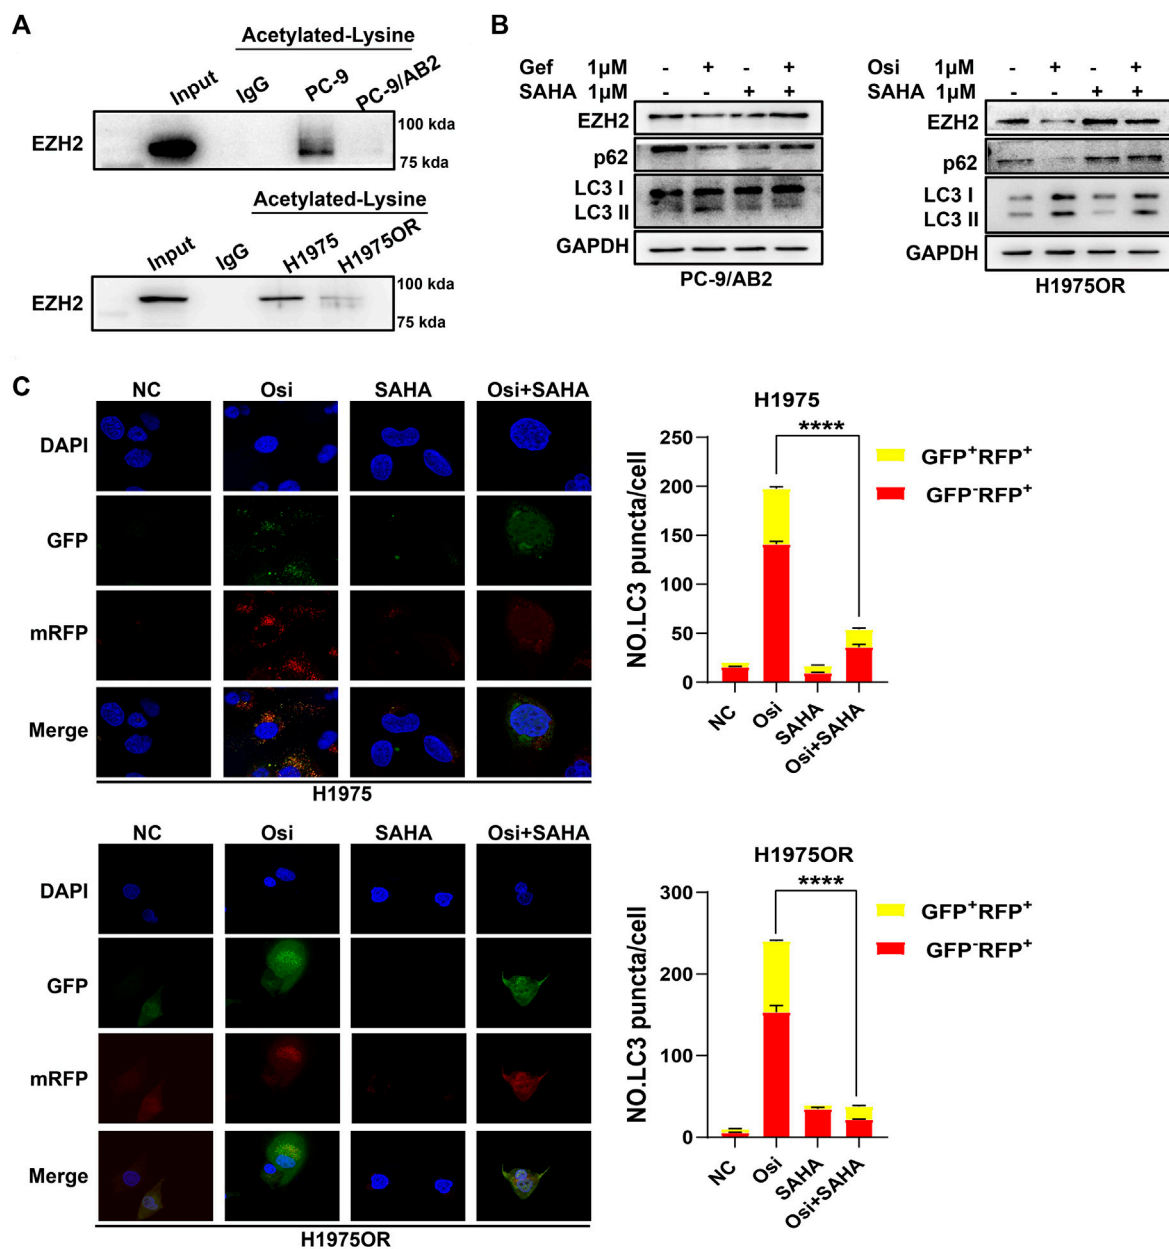 A
Acetylated-Lysine
Input IgG PC-9 PC-9/AB2
EZH2
100 kda
75 kda
Acetylated-Lysine
Input IgG H1975 H1975OR
EZH2
100 kda
75 kda
B
Gef 1μM - + - +
SAHA 1μM - - + +
EZH2
p62
LC3 I
LC3 II
GAPDH
PC-9/AB2
Osi 1μM - + - +
SAHA 1μM - - + +
EZH2
p62
LC3 I
LC3 II
GAPDH
H1975OR
C
NC Osi SAHA Osi+SAHA
DAPI
GFP
mRFP
Merge
H1975
H1975
NO.LC3 puncta/cell
250
200
150
100
50
0
****
GFP⁺RFP⁺
GFP⁻RFP⁺
NC Osi SAHA Osi+SAHA
NC Osi SAHA Osi+SAHA
DAPI
GFP
mRFP
Merge
H1975OR
H1975OR
NO.LC3 puncta/cell
300
200
100
0
****
GFP⁺RFP⁺
GFP⁻RFP⁺
NC Osi SAHA Osi+SAHA